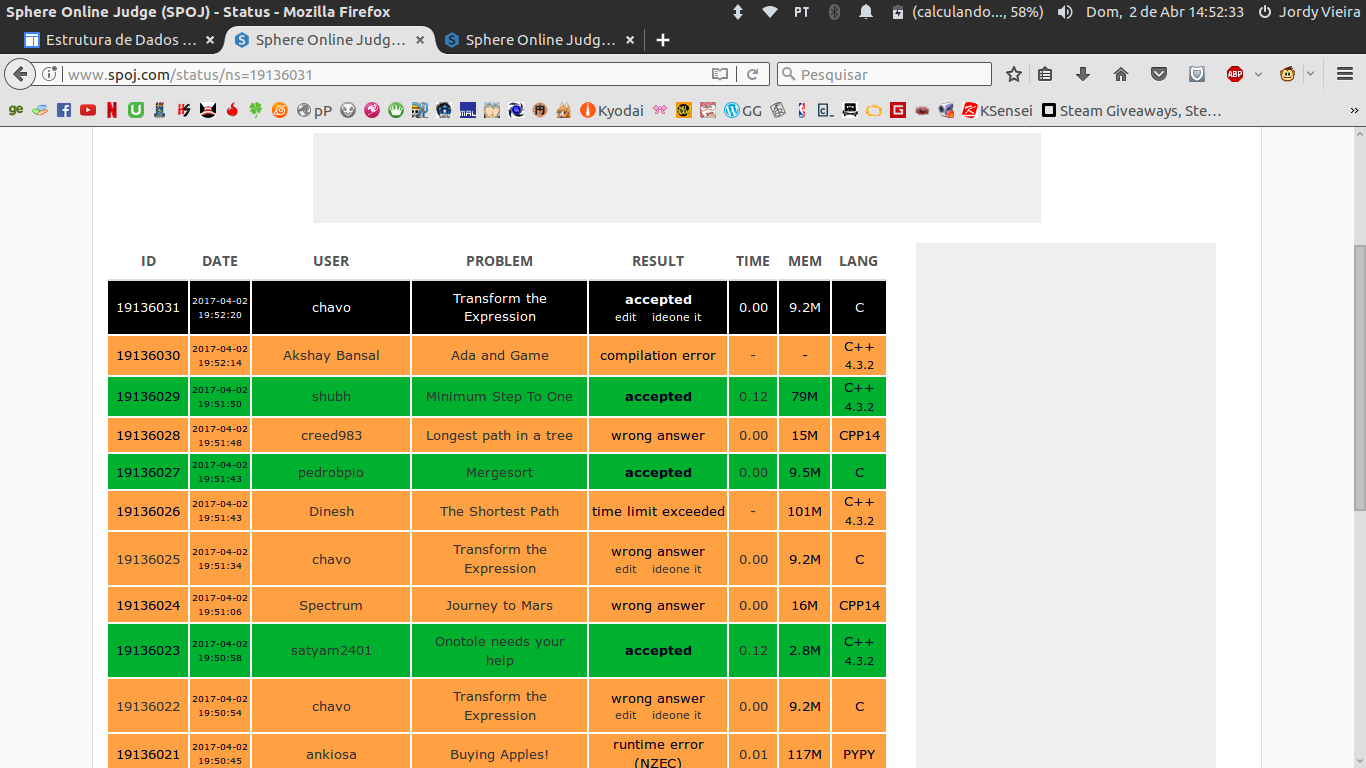 Sphere Online Judge (SPOJ) - Status - Mozilla Firefox
PT
(calculando..., 58%)
Dom, 2 de Abr 14:52:33
Jordy Vieira
Estrutura de Dados ...
Sphere Online Judg...
Sphere Online Judg...
www.spoj.com/status/ns=19136031
Pesquisar
ABP
ge
pP
MAL
Kyodai
GG
KSensei
Steam Giveaways, Ste...
ID DATE USER PROBLEM RESULT TIME MEM LANG
19136031 2017-04-02 19:52:20 chavo Transform the Expression accepted edit ideone it 0.00 9.2M C
19136030 2017-04-02 19:52:14 Akshay Bansal Ada and Game compilation error - - C++ 4.3.2
19136029 2017-04-02 19:51:50 shubh Minimum Step To One accepted 0.12 79M C++ 4.3.2
19136028 2017-04-02 19:51:48 creed983 Longest path in a tree wrong answer 0.00 15M CPP14
19136027 2017-04-02 19:51:43 pedrobpio Mergesort accepted 0.00 9.5M C
19136026 2017-04-02 19:51:43 Dinesh The Shortest Path time limit exceeded - 101M C++ 4.3.2
19136025 2017-04-02 19:51:34 chavo Transform the Expression wrong answer edit ideone it 0.00 9.2M C
19136024 2017-04-02 19:51:06 Spectrum Journey to Mars wrong answer 0.00 16M CPP14
19136023 2017-04-02 19:50:58 satyam2401 Onotole needs your help accepted 0.12 2.8M C++ 4.3.2
19136022 2017-04-02 19:50:54 chavo Transform the Expression wrong answer edit ideone it 0.00 9.2M C
19136021 2017-04-02 19:50:45 ankiosa Buying Apples! runtime error (NZEC) 0.01 117M PYPY